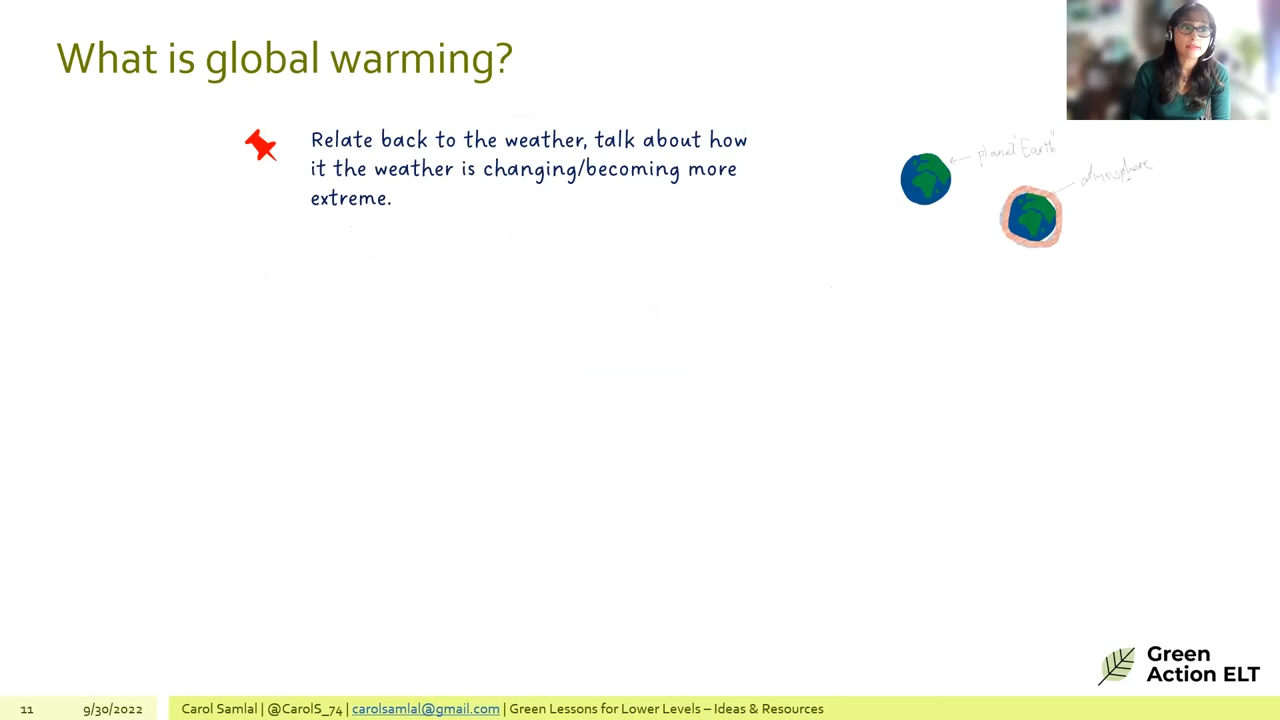 What is global warming?
Relate back to the weather, talk about how
it the weather is changing/becoming more
extreme.
planet "Earth"
atmosphere
Green
Action ELT
11
9/30/2022
Carol Samlal | @CarolS_74 | carolsamlal@gmail.com | Green Lessons for Lower Levels – Ideas & Resources